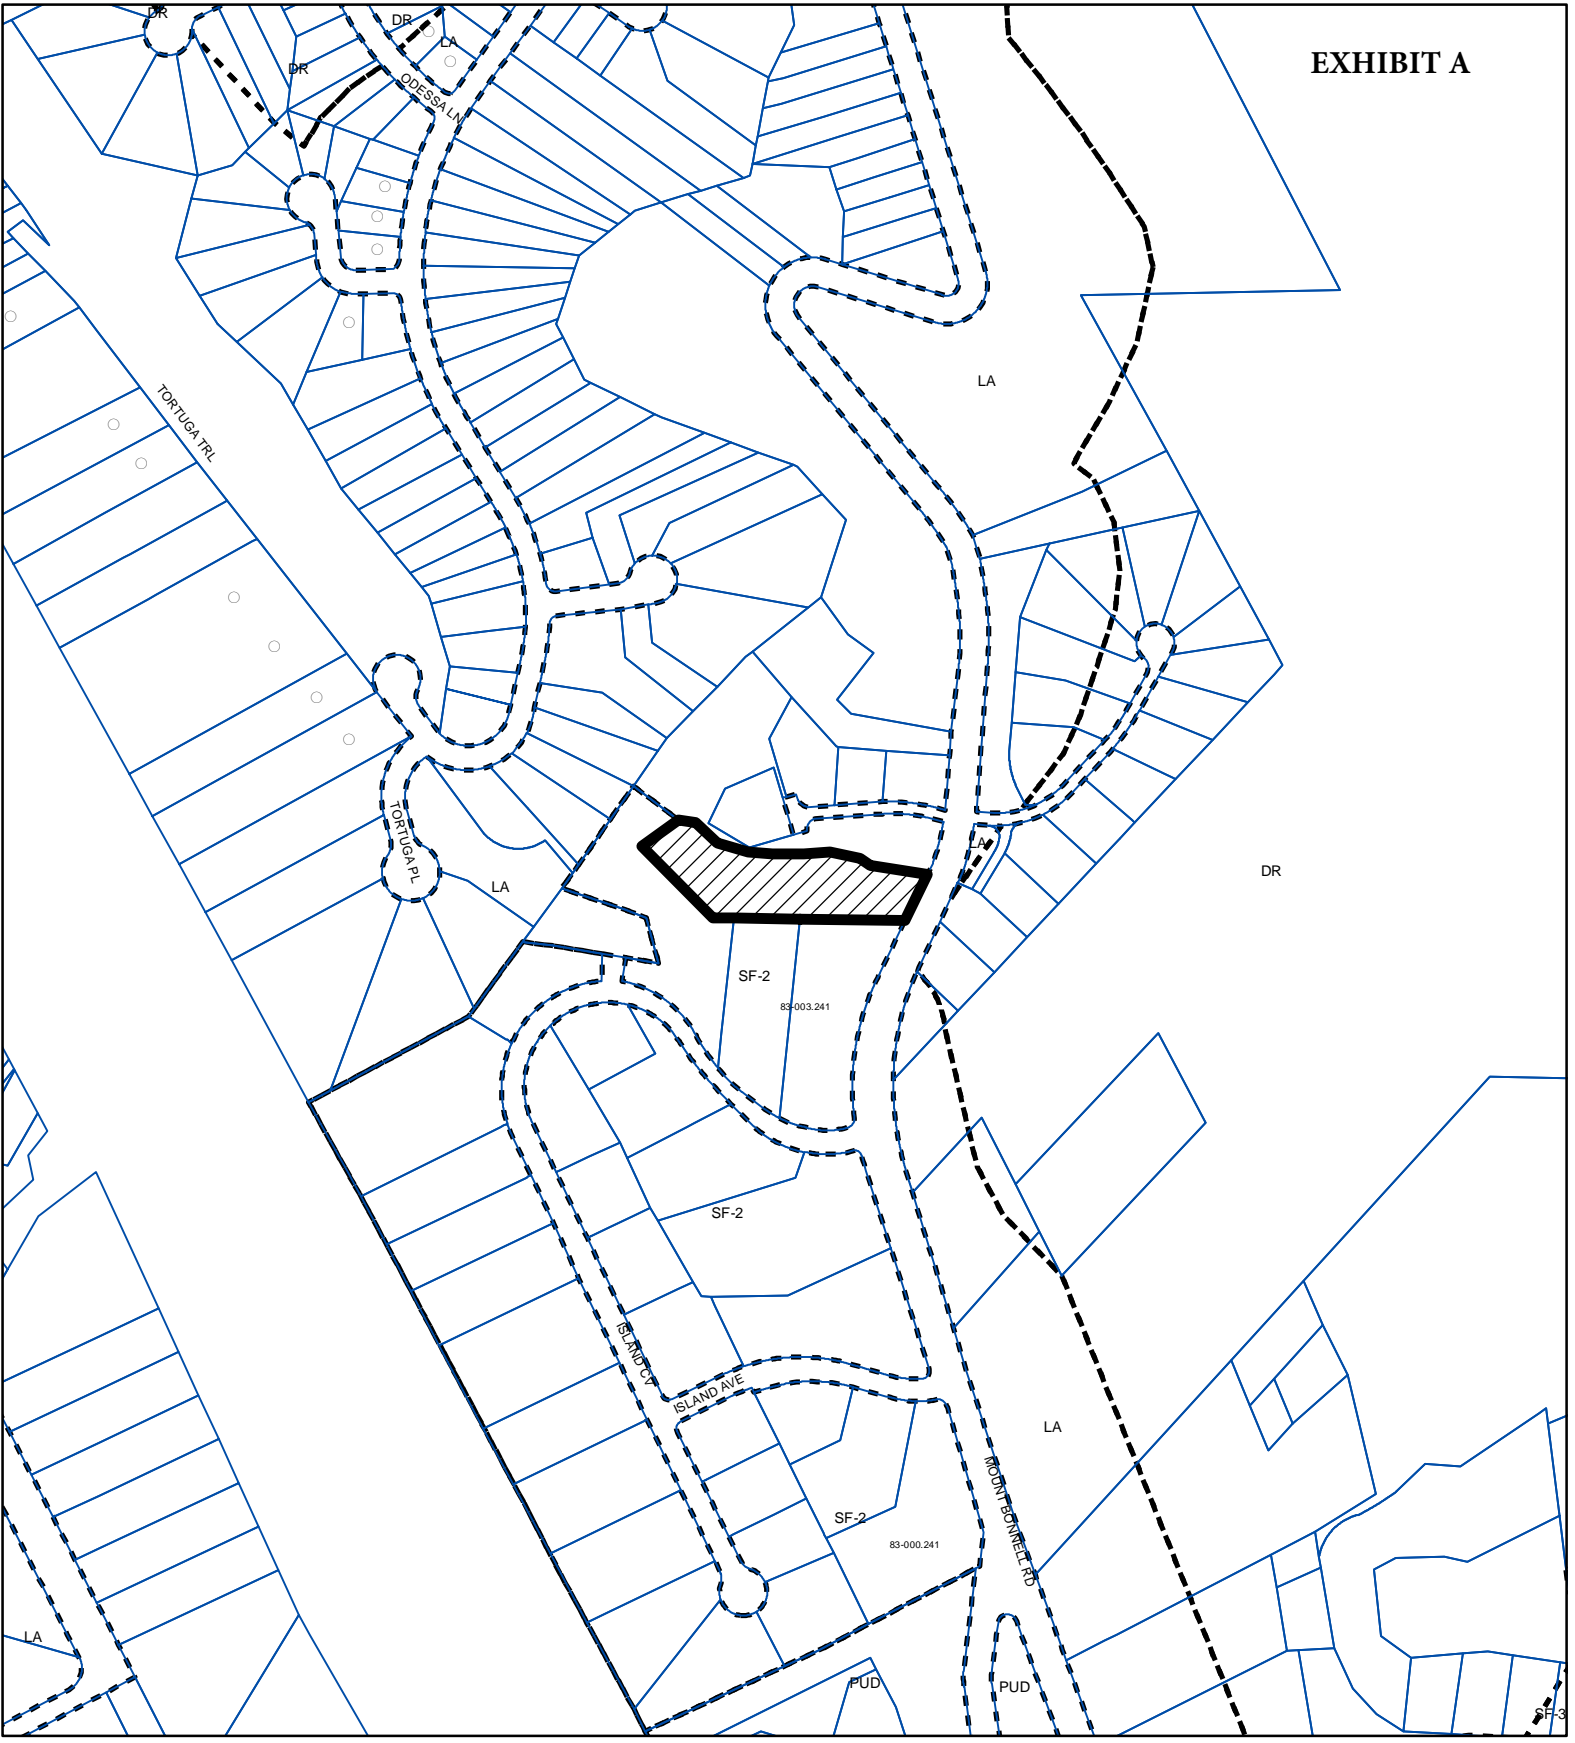 DR
DR
LA
EXHIBIT A
DR
ODESSA LN
LA
TORTUGA TRL
TORTUGA PL
LA
LA
DR
SF-2
83-003.241
SF-2
ISLAND CV
ISLAND AVE
LA
MOUNT BONNELL RD
SF-2
83-000.241
LA
PUD
PUD
SF-3